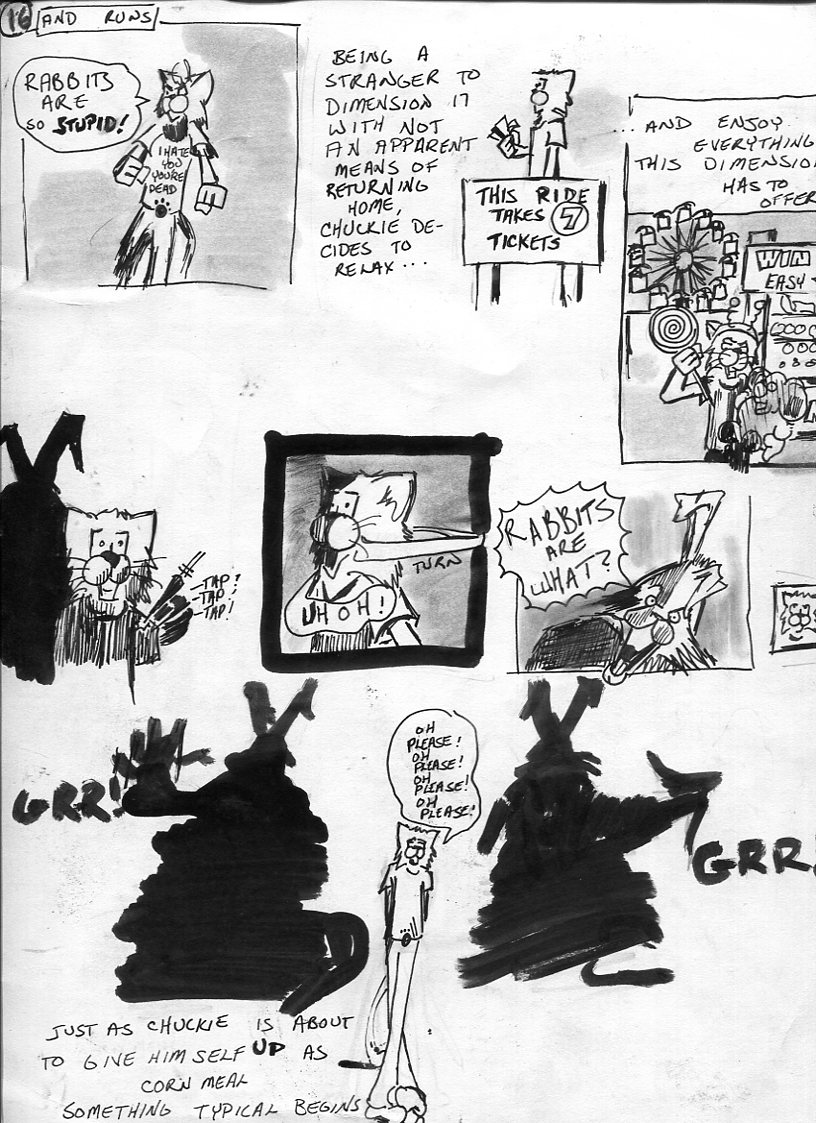 16
AND RUNS
RABBITS
ARE
SO STUPID!
I HATE
YOU
YOU'RE
DEAD
BEING A
STRANGER TO
DIMENSION 17
WITH NOT
AN APPARENT
MEANS OF
RETURNING
HOME,
CHUCKIE DE-
CIDES TO
RELAX...
THIS RIDE
TAKES 7
TICKETS
...AND ENJOY
EVERYTHING
THIS DIMENSION
HAS TO
OFFER
WIN
EASY
TAP!
TAP!
TAP!
TURN
UH OH!
RABBITS
ARE
WHAT?
GRR!
OH
PLEASE!
OH
PLEASE!
OH
PLEASE!
OH
PLEASE!
GRR!
JUST AS CHUCKIE IS ABOUT
TO GIVE HIMSELF UP AS
CORN MEAL
SOMETHING TYPICAL BEGINS